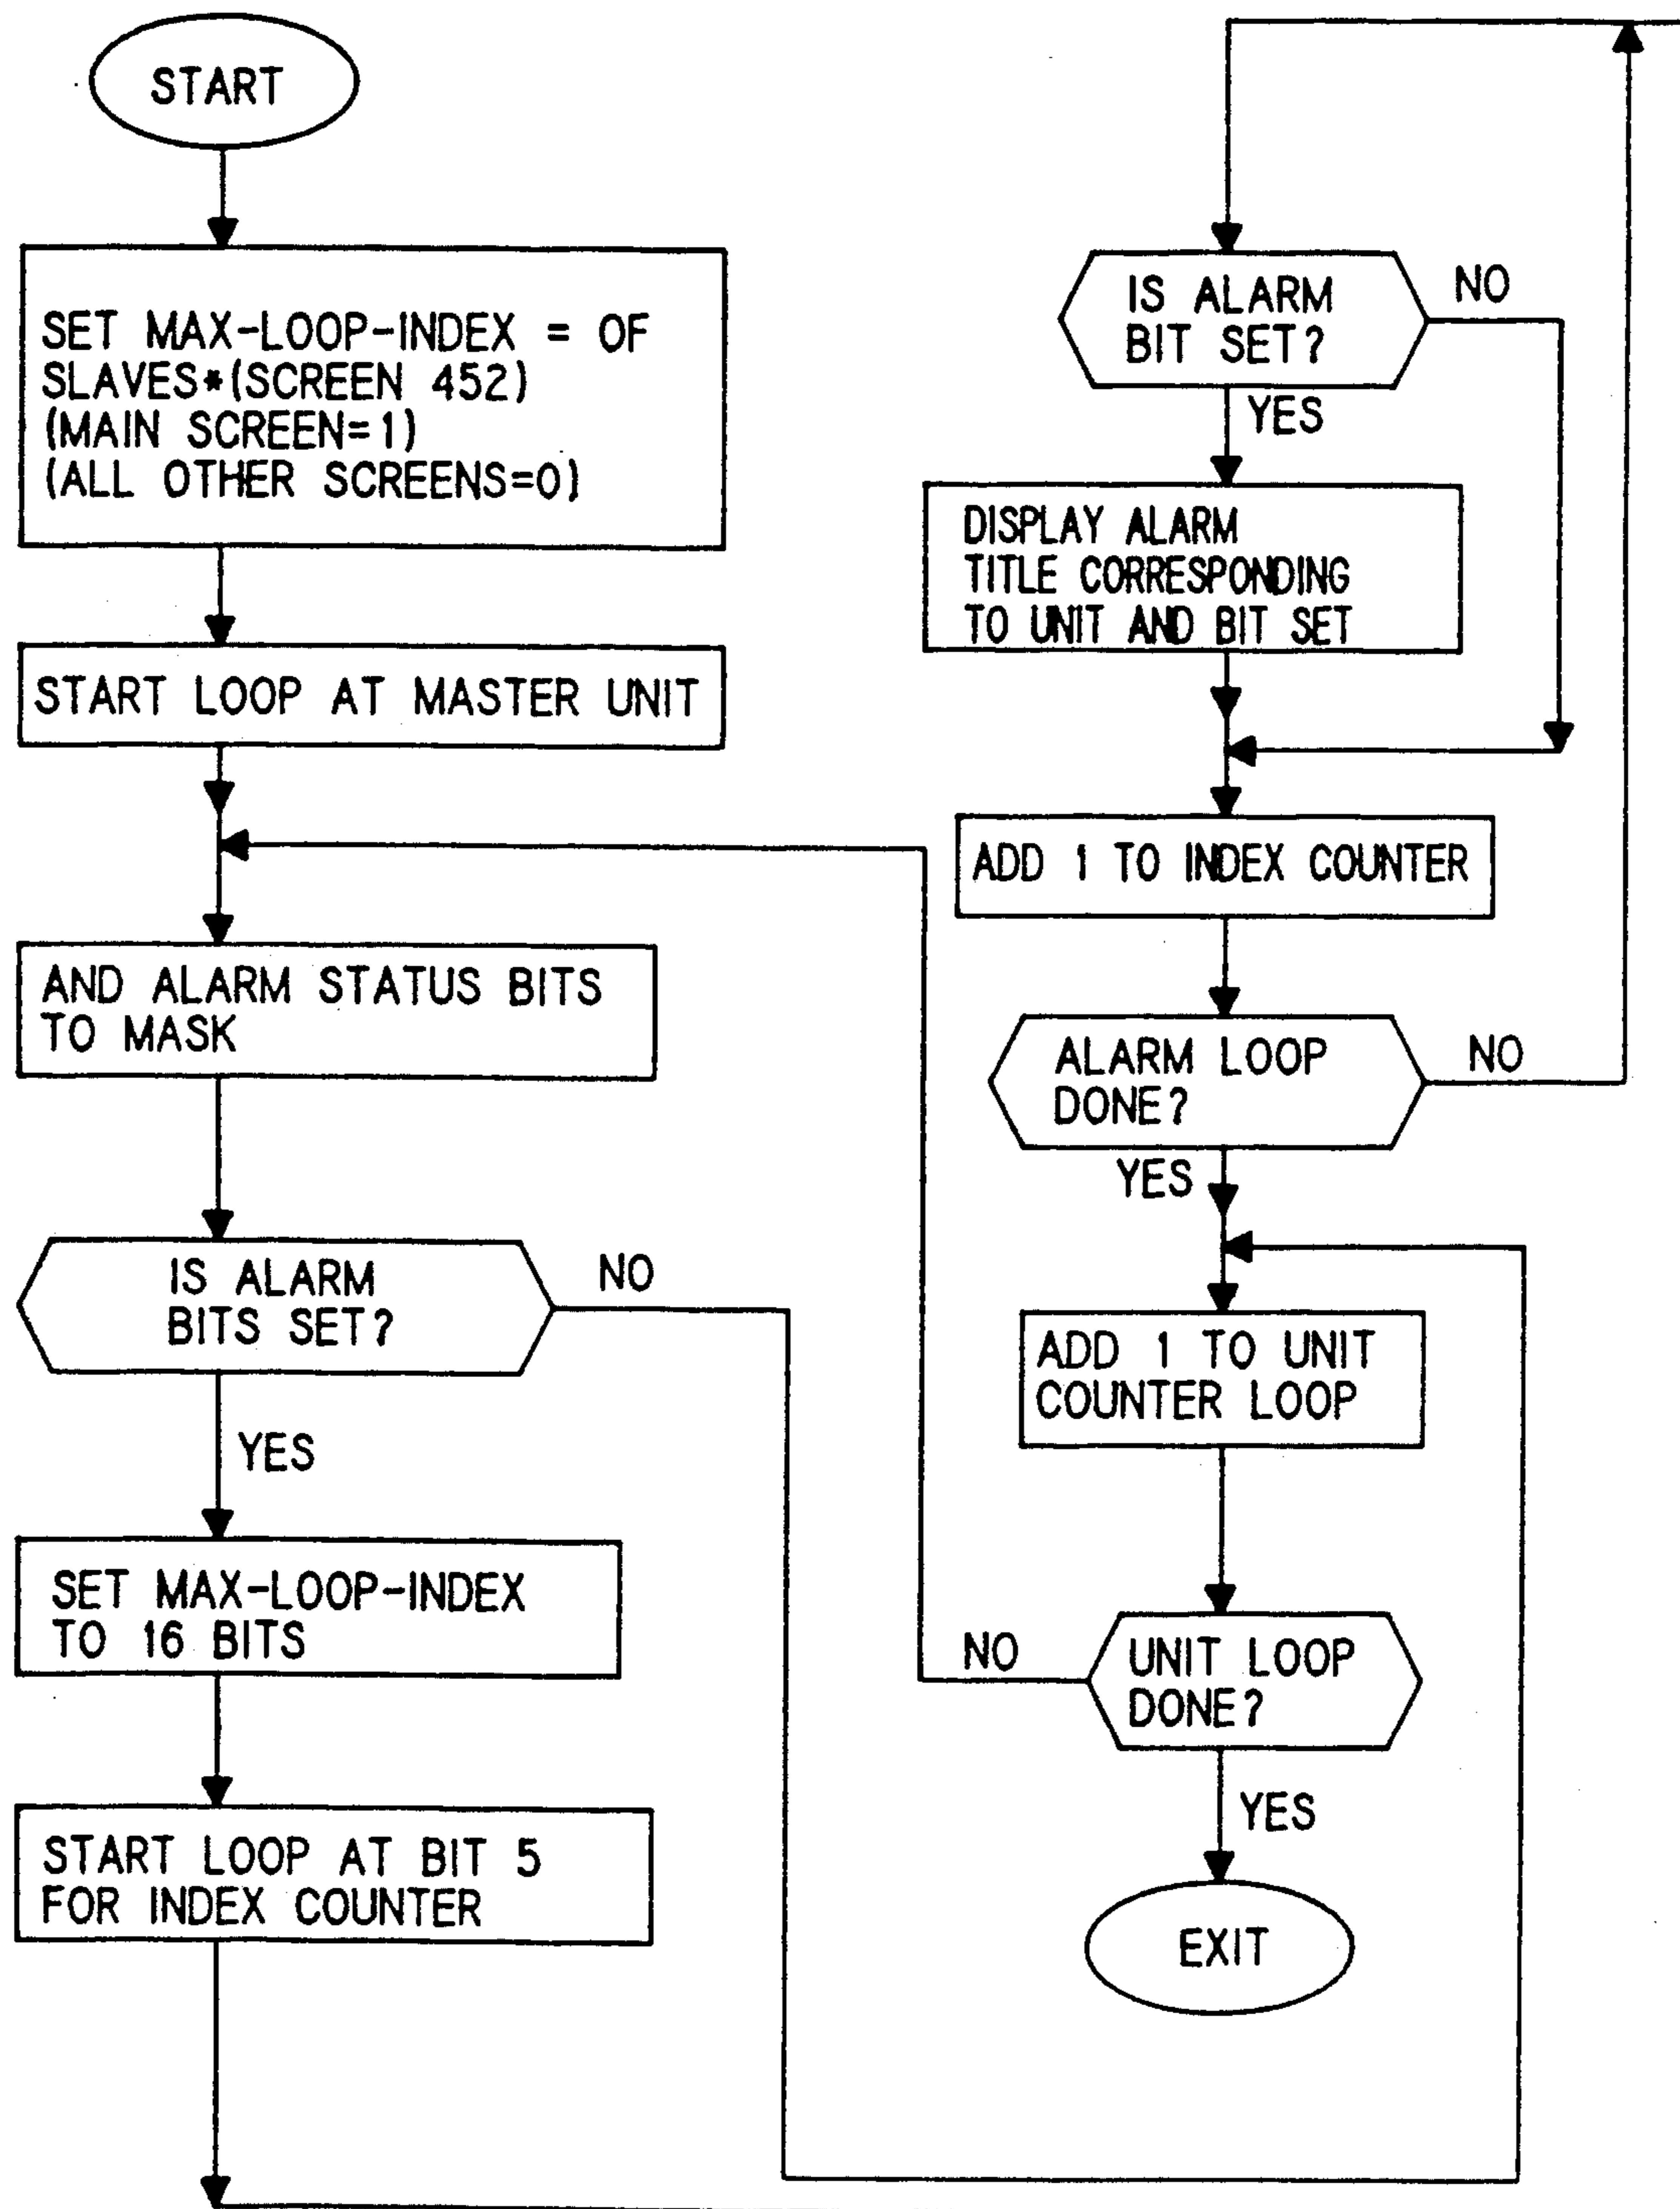 START
SET MAX-LOOP-INDEX = OF
SLAVES*(SCREEN 452)
(MAIN SCREEN=1)
(ALL OTHER SCREENS=0)
START LOOP AT MASTER UNIT
AND ALARM STATUS BITS
TO MASK
IS ALARM
BITS SET?
NO
YES
SET MAX-LOOP-INDEX
TO 16 BITS
START LOOP AT BIT 5
FOR INDEX COUNTER
IS ALARM
BIT SET?
NO
YES
DISPLAY ALARM
TITLE CORRESPONDING
TO UNIT AND BIT SET
ADD 1 TO INDEX COUNTER
ALARM LOOP
DONE?
NO
YES
ADD 1 TO UNIT
COUNTER LOOP
UNIT LOOP
DONE?
NO
YES
EXIT